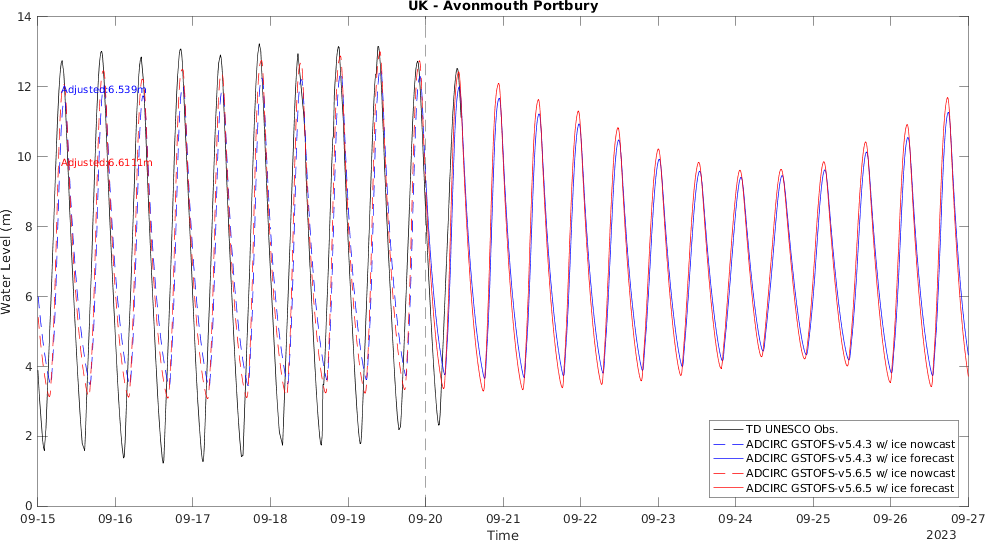 UK - Avonmouth Portbury
14
12
10
8
6
4
2
0
Water Level (m)
Adjusted:6.539m
Adjusted:6.6111m
TD UNESCO Obs.
ADCIRC GSTOFS-v5.4.3 w/ ice nowcast
ADCIRC GSTOFS-v5.4.3 w/ ice forecast
ADCIRC GSTOFS-v5.6.5 w/ ice nowcast
ADCIRC GSTOFS-v5.6.5 w/ ice forecast
09-15 09-16 09-17 09-18 09-19 09-20 09-21 09-22 09-23 09-24 09-25 09-26 09-27
Time
2023